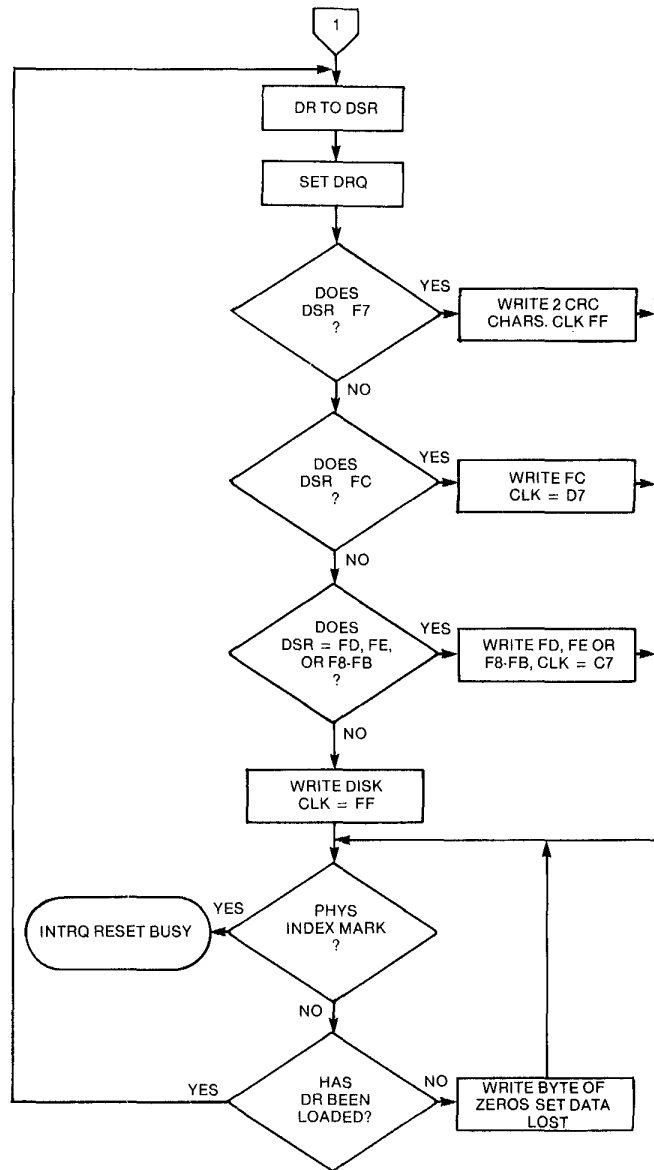 1
DR TO DSR
SET DRQ
DOES
DSR F7
?
YES
WRITE 2 CRC
CHARS. CLK FF
NO
DOES
DSR FC
?
YES
WRITE FC
CLK = D7
NO
DOES
DSR = FD, FE,
OR F8-FB
?
YES
WRITE FD, FE OR
F8-FB, CLK = C7
NO
WRITE DISK
CLK = FF
PHYS
INDEX MARK
?
YES
INTRQ RESET BUSY
NO
HAS
DR BEEN
LOADED?
YES
NO
WRITE BYTE OF
ZEROS SET DATA
LOST